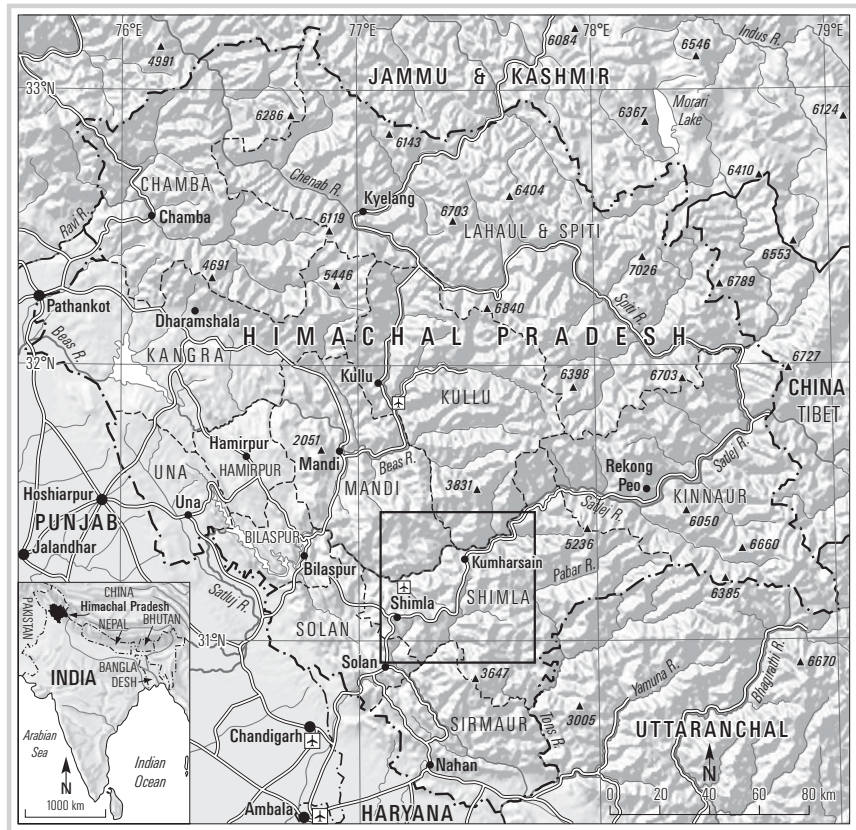 76°E
77°E
78°E
79°E
4991
6084
6546
Indus R.
JAMMU & KASHMIR
33°N
6286
6143
6367
Morari
Lake
6124
CHAMBA
Chenab R.
6410
Kyelang
6404
Ravi R.
Chamba
6119
6703
LAHAUL & SPITI
6553
4691
5446
7026
6789
Pathankot
Dharamshala
6840
Spiti R.
HIMACHAL PRADESH
Beas R.
KANGRA
32°N
6727
Kullu
KULLU
6398
6703
CHINA
TIBET
Hamirpur
2051
Mandi
Beas R.
Satlej R.
UNA
HAMIRPUR
MANDI
Rekong
Peo
Hoshiarpur
3831
KINNAUR
Una
Satlej R.
6050
PUNJAB
BILASPUR
5236
Jalandhar
Bilaspur
Kumharsain
6660
Pabar R.
6385
Satluj R.
Shimla
SHIMLA
SOLAN
31°N
Solan
3647
6670
Yamuna R.
Bhagirathi R.
SIRMAUR
3005
Tons R.
UTTARANCHAL
Chandigarh
N
Nahan
Ambala
HARYANA
0 20 40 60 80 km
CHINA
PAKISTAN
Himachal Pradesh
NEPAL
BHUTAN
INDIA
BANGLA
DESH
Arabian
Sea
Indian
Ocean
N
1000 km